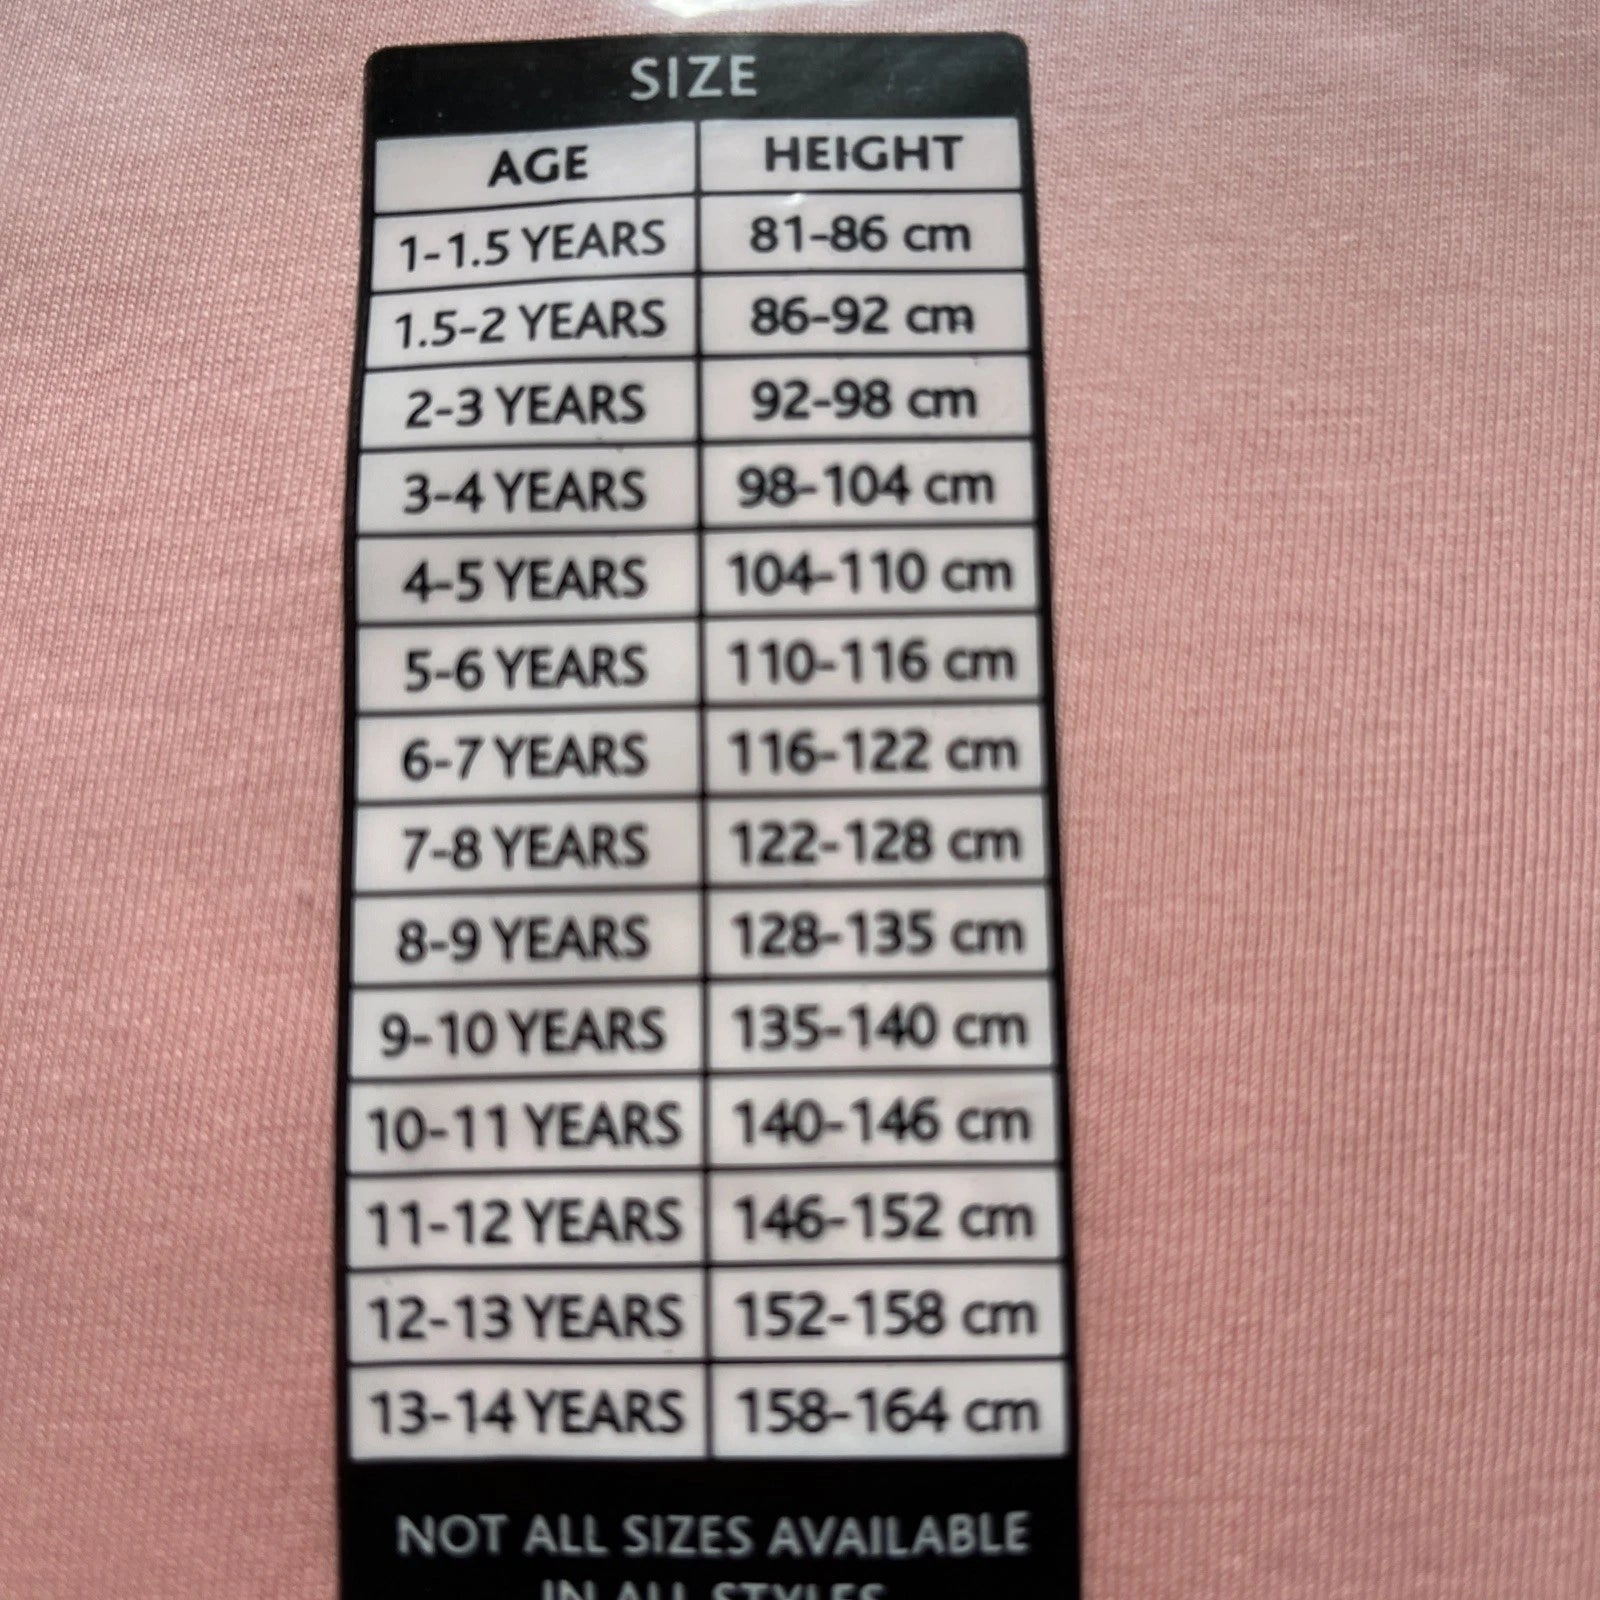 SIZE
AGE HEIGHT
1-1.5 YEARS 81-86 cm
1.5-2 YEARS 86-92 cm
2-3 YEARS 92-98 cm
3-4 YEARS 98-104 cm
4-5 YEARS 104-110 cm
5-6 YEARS 110-116 cm
6-7 YEARS 116-122 cm
7-8 YEARS 122-128 cm
8-9 YEARS 128-135 cm
9-10 YEARS 135-140 cm
10-11 YEARS 140-146 cm
11-12 YEARS 146-152 cm
12-13 YEARS 152-158 cm
13-14 YEARS 158-164 cm
NOT ALL SIZES AVAILABLE
IN ALL STYLES